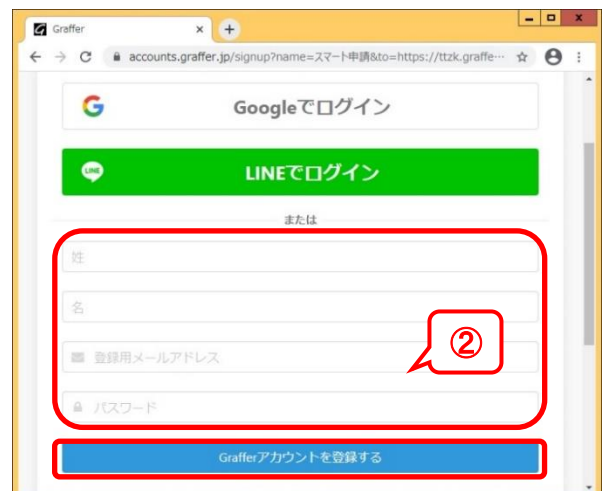 Graffer
accounts.graffer.jp/signup?name=スマート申請&to=https://ttzk.graffe…
Googleでログイン
LINE LINEでログイン
または
姓
名
登録用メールアドレス
②
パスワード
Grafferアカウントを登録する